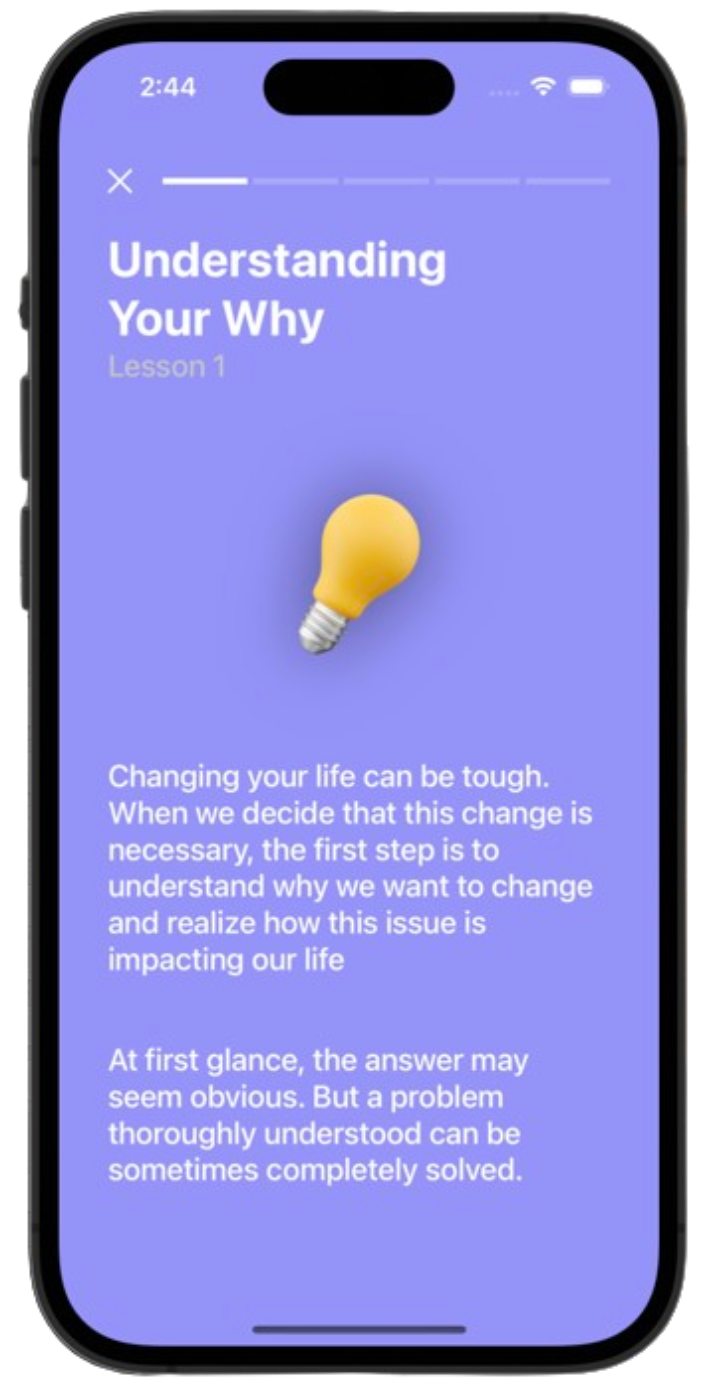 2:44
Understanding
Your Why
Lesson 1
Changing your life can be tough.
When we decide that this change is
necessary, the first step is to
understand why we want to change
and realize how this issue is
impacting our life
At first glance, the answer may
seem obvious. But a problem
thoroughly understood can be
sometimes completely solved.